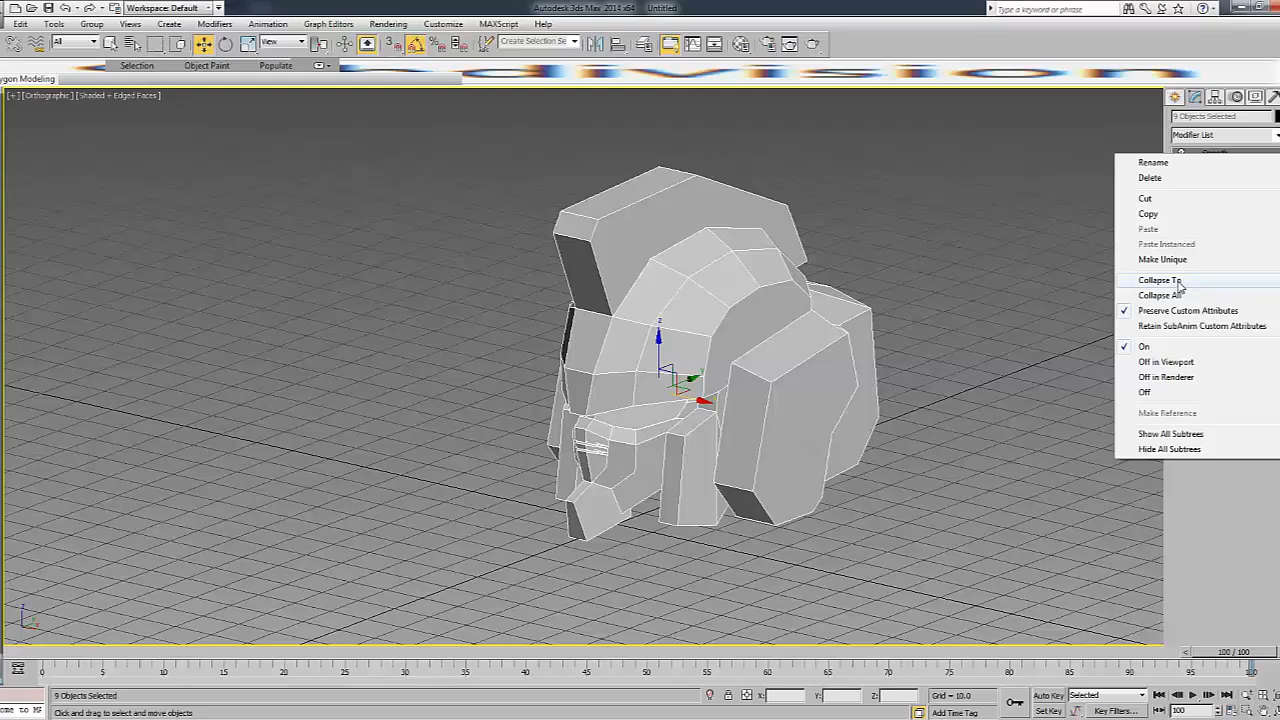 Workspace: Default
Autodesk 3ds Max 2014 x64 Untitled
Type a keyword or phrase
Edit Tools Group Views Create Modifiers Animation Graph Editors Rendering Customize MAXScript Help
All View Create Selection Se
Selection Object Paint Populate
ygon Modeling
[+] [Orthographic] [Shaded + Edged Faces]
9 Objects Selected
Modifier List
Rename
Delete
Cut
Copy
Paste
Paste Instanced
Make Unique
Collapse To
Collapse All
Preserve Custom Attributes
Retain SubAnim Custom Attributes
On
Off in Viewport
Off in Renderer
Off
Make Reference
Show All Subtrees
Hide All Subtrees
z
100 / 100
0 5 10 15 20 25 30 35 40 45 50 55 60 65 70 75 80 85 90 95 100
9 Objects Selected X: Y: Z: Grid = 10.0 Auto Key Selected
ome to MF Click and drag to select and move objects Add Time Tag Set Key Key Filters... 100